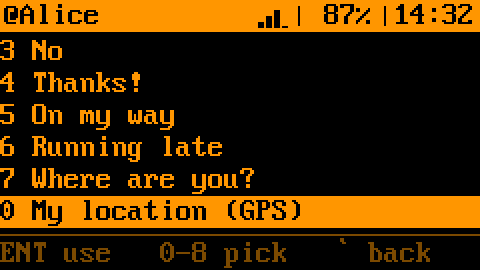 @Alice | 87% | 14:32
3 No
4 Thanks!
5 On my way
6 Running late
7 Where are you?
0 My location (GPS)
ENT use 0-8 pick ` back